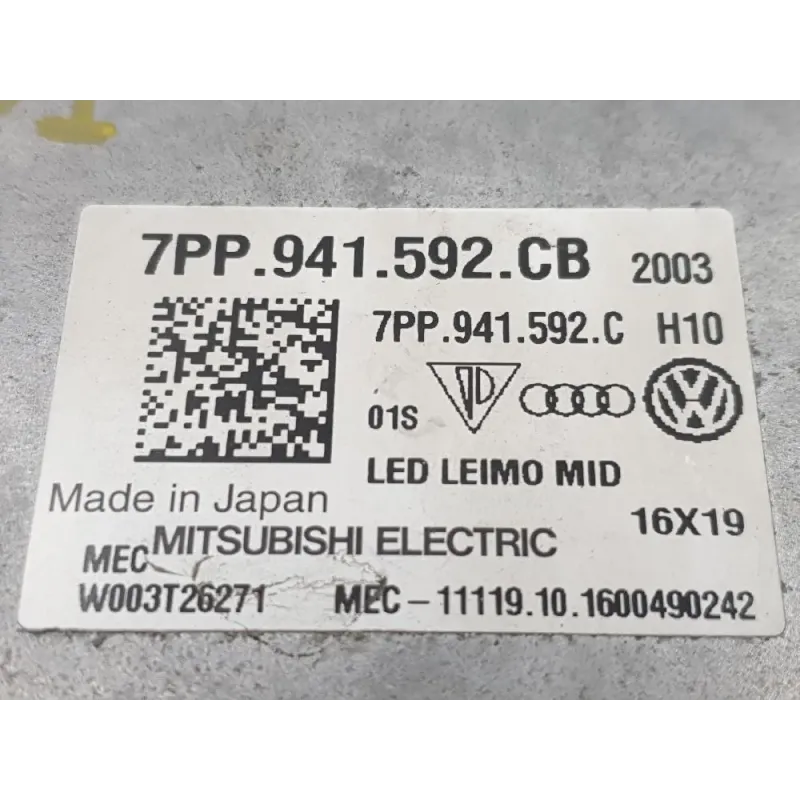 7PP.941.592.CB 2003
7PP.941.592.C H10
01S
LED LEIMO MID
Made in Japan
16X19
MEC MITSUBISHI ELECTRIC
W003T26271 MEC-11119.10.1600490242